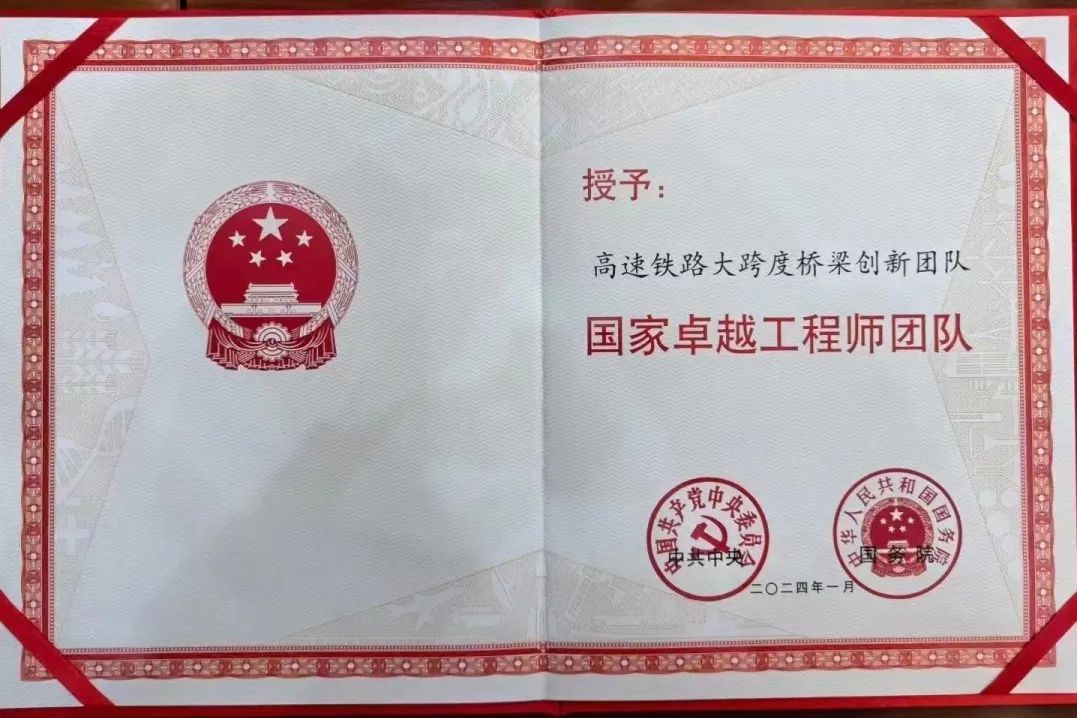 授予：
高速铁路大跨度桥梁创新团队
国家卓越工程师团队
中国共产党中央委员会
中共中央
中华人民共和国国务院
国务院
二〇二四年一月